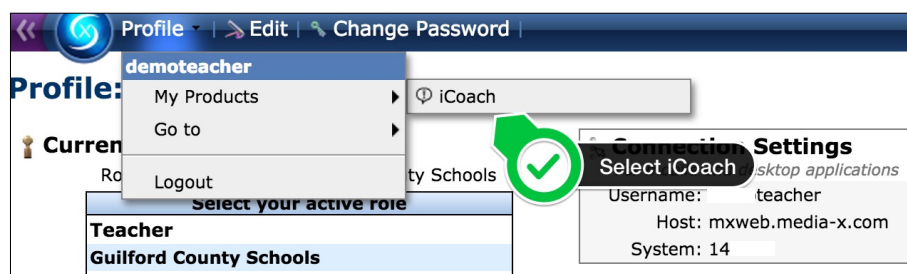 Profile | Edit | Change Password |
demoteacher
Profile:
My Products
iCoach
Go to
Curren
Connection Settings
Select iCoach
sktop applications
Ro
ty Schools
Logout
Username: teacher
Select your active role
Host: mxweb.media-x.com
Teacher
System: 14
Guilford County Schools